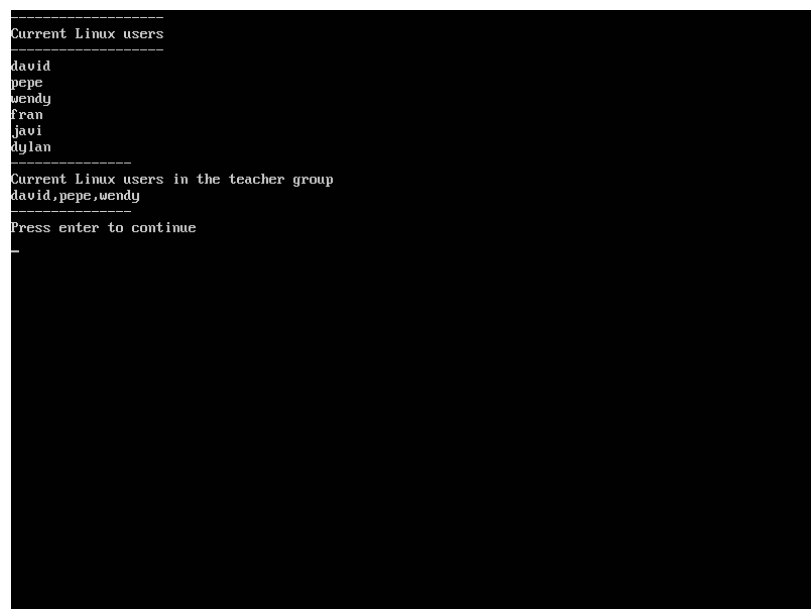 -------------------
Current Linux users
-------------------
david
pepe
wendy
fran
javi
dylan
---------------
Current Linux users in the teacher group
david,pepe,wendy
---------------
Press enter to continue
_